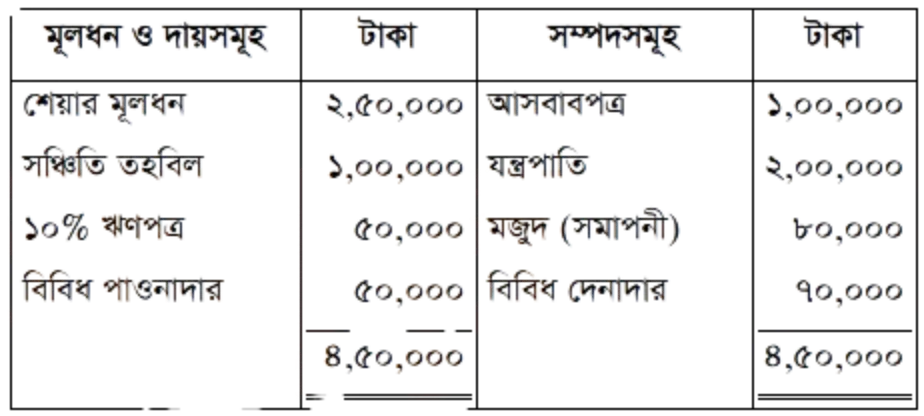 মূলধন ও দায়সমূহ টাকা সম্পদসমূহ টাকা
শেয়ার মূলধন ২,৫০,০০০ আসবাবপত্র ১,০০,০০০
সঞ্চিতি তহবিল ১,০০,০০০ যন্ত্রপাতি ২,০০,০০০
১০% ঋণপত্র ৫০,০০০ মজুদ (সমাপনী) ৮০,০০০
বিবিধ পাওনাদার ৫০,০০০ বিবিধ দেনাদার ৭০,০০০
৪,৫০,০০০ ৪,৫০,০০০